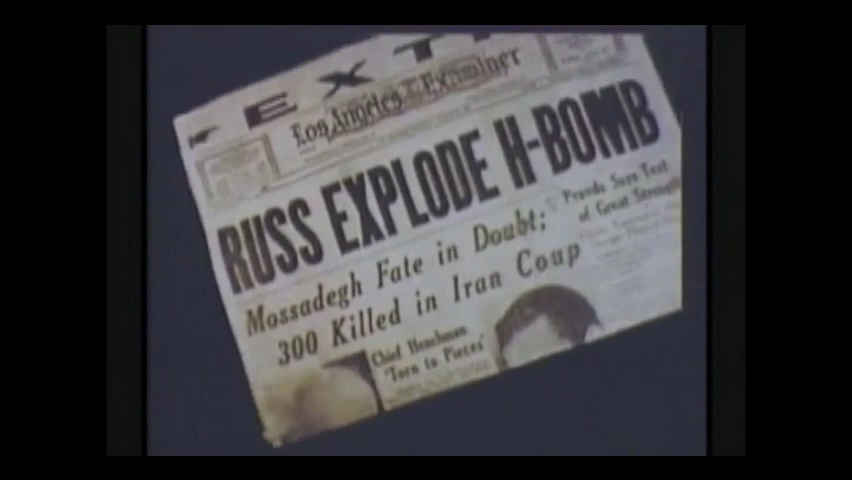 EXT
Los Angeles Examiner
RUSS EXPLODE H-BOMB
Mossadegh Fate in Doubt;
300 Killed in Iran Coup
Pravda Says Test
of Great Strength
Chief Henchman
'Torn to Pieces'